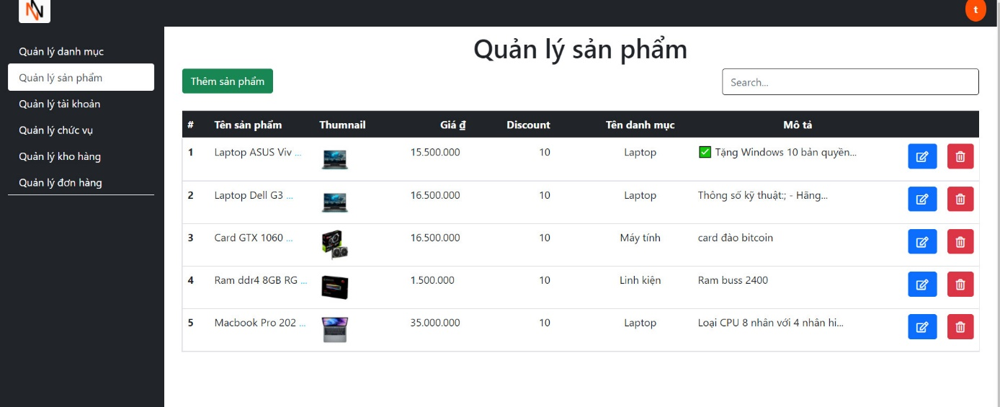 t
Quản lý danh mục
Quản lý sản phẩm
Quản lý tài khoản
Quản lý chức vụ
Quản lý kho hàng
Quản lý đơn hàng
Quản lý sản phẩm
Thêm sản phẩm
Search...
# Tên sản phẩm Thumnail Giá ₫ Discount Tên danh mục Mô tả
1 Laptop ASUS Viv ... 15.500.000 10 Laptop ✅ Tặng Windows 10 bản quyền...
2 Laptop Dell G3 ... 16.500.000 10 Laptop Thông số kỹ thuật:; - Hãng...
3 Card GTX 1060 ... 16.500.000 10 Máy tính card đào bitcoin
4 Ram ddr4 8GB RG ... 1.500.000 10 Linh kiện Ram buss 2400
5 Macbook Pro 202 ... 35.000.000 10 Laptop Loại CPU 8 nhân với 4 nhân hi...